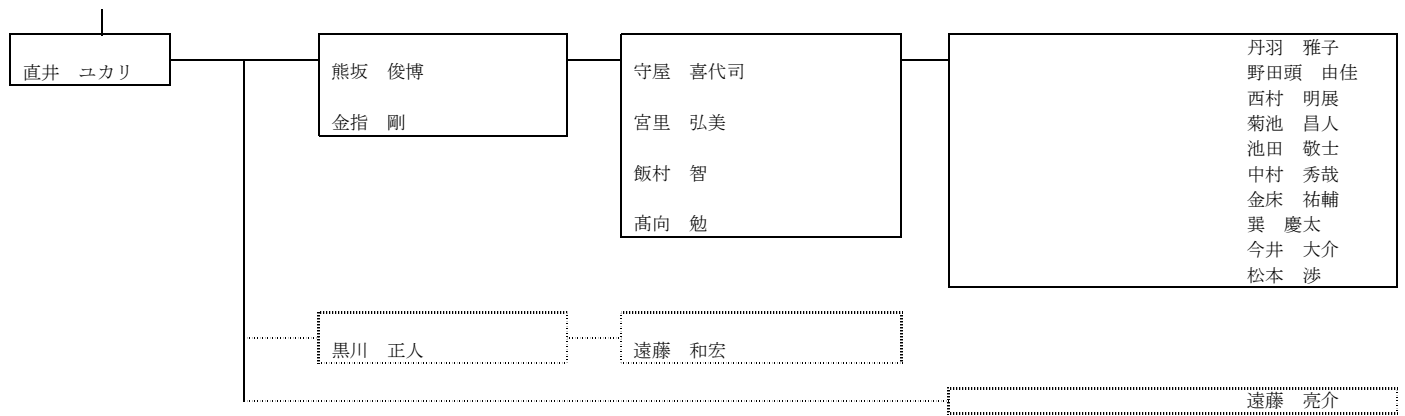 直井　ユカリ
熊坂　俊博
金指　剛
守屋　喜代司
宮里　弘美
飯村　智
髙向　勉
丹羽　雅子
野田頭　由佳
西村　明展
菊池　昌人
池田　敬士
中村　秀哉
金床　祐輔
巽　慶太
今井　大介
松本　渉
黒川　正人
遠藤　和宏
遠藤　亮介